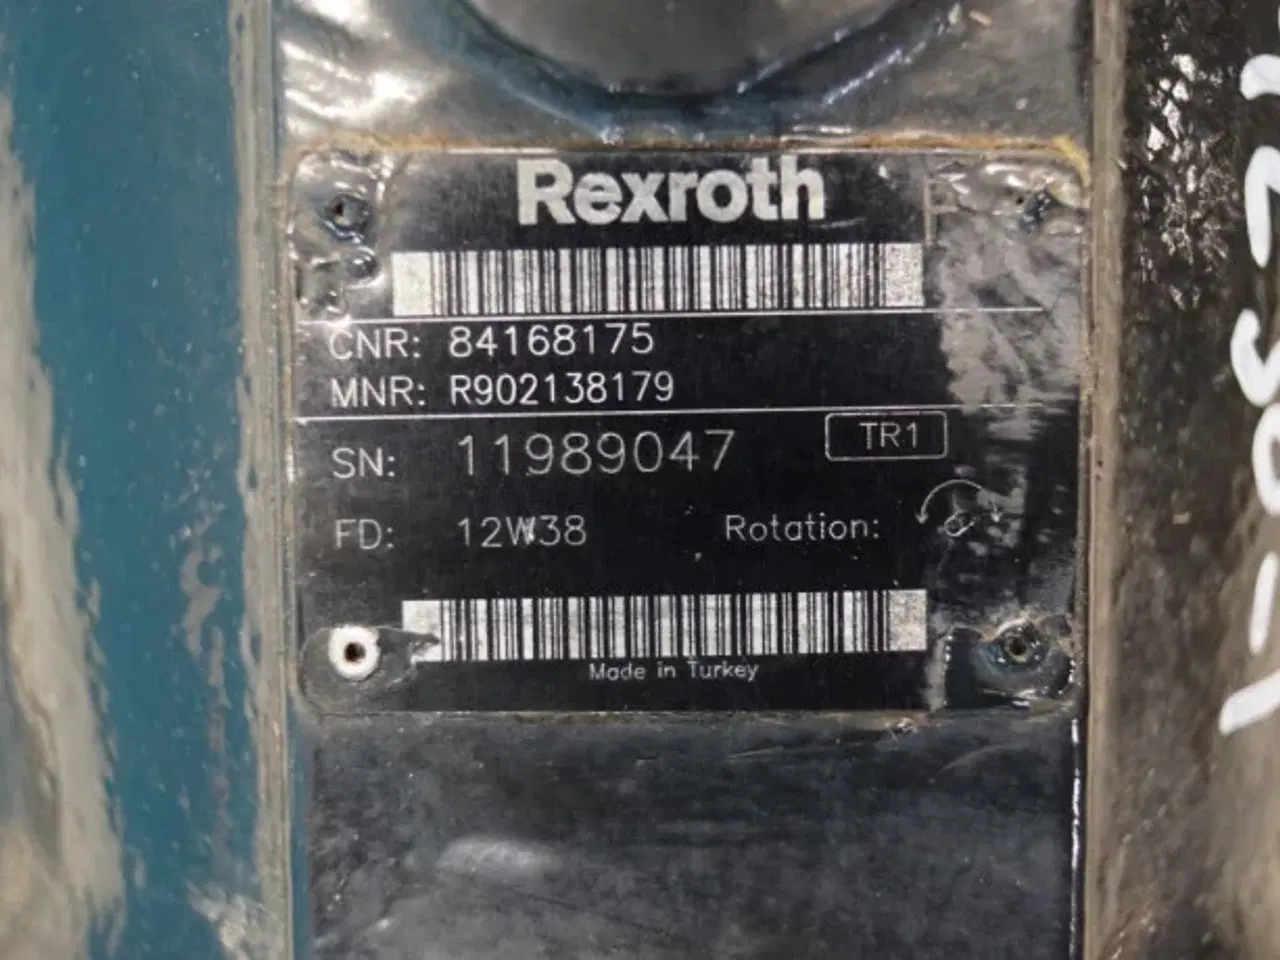 Rexroth
CNR: 84168175
MNR: R902138179
SN: 11989047 TR1
FD: 12W38 Rotation:
Made in Turkey